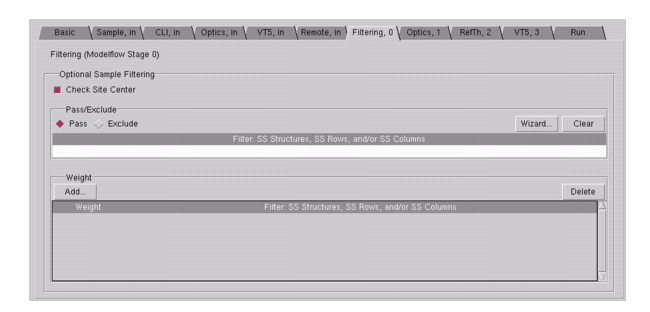 Basic Sample, in CLI, in Optics, in VT5, in Remote, in Filtering, 0 Optics, 1 RefTh, 2 VT5, 3 Run
Filtering (Modelflow Stage 0)
Optional Sample Filtering
Check Site Center
Pass/Exclude
Pass Exclude Wizard... Clear
Filter: SS Structures, SS Rows, and/or SS Columns
Weight
Add... Delete
Weight Filter: SS Structures, SS Rows, and/or SS Columns